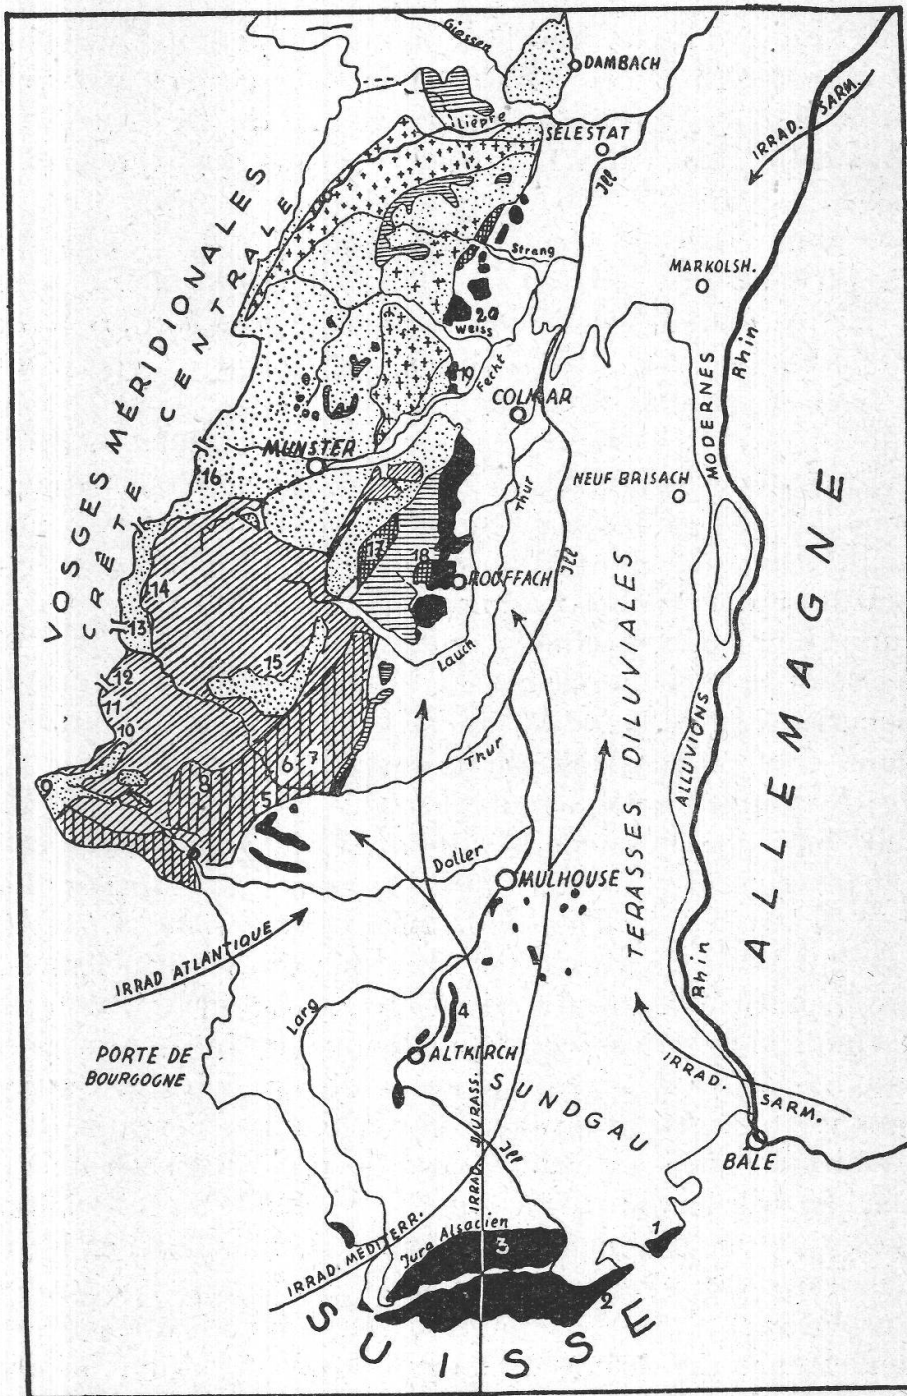 Giessen
DAMBACH
Lièpre
SÉLESTAT
IRRAD. SARM.
Ill
VOSGES MÉRIDIONALES
CRÊTE CENTRALE
Strang
MARKOLSH.
20
Weiss
Rhin
19
Fecht
COLMAR
MODERNES
MUNSTER
16
NEUF BRISACH
Thur
17
18
Ill
ROUFFACH
14
13
Lauch
15
12
11
10
TERASSES DILUVIALES
ALLUVIONS
ALLEMAGNE
6-7
Thur
9
8
5
Doller
MULHOUSE
IRRAD ATLANTIQUE
Rhin
Larg
4
PORTE DE
BOURGOGNE
ALTKIRCH
IRRAD. SARM.
SUNDGAU
IRRAD. JURASS.
Ill
BALE
IRRAD. MÉDITERR.
Jura Alsacien
3
1
2
SUISSE